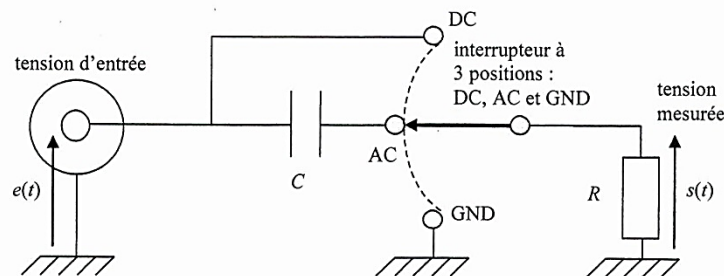 DC
tension d'entrée
interrupteur à
3 positions :
DC, AC et GND
tension
mesurée
AC
C
e(t)
R
s(t)
GND